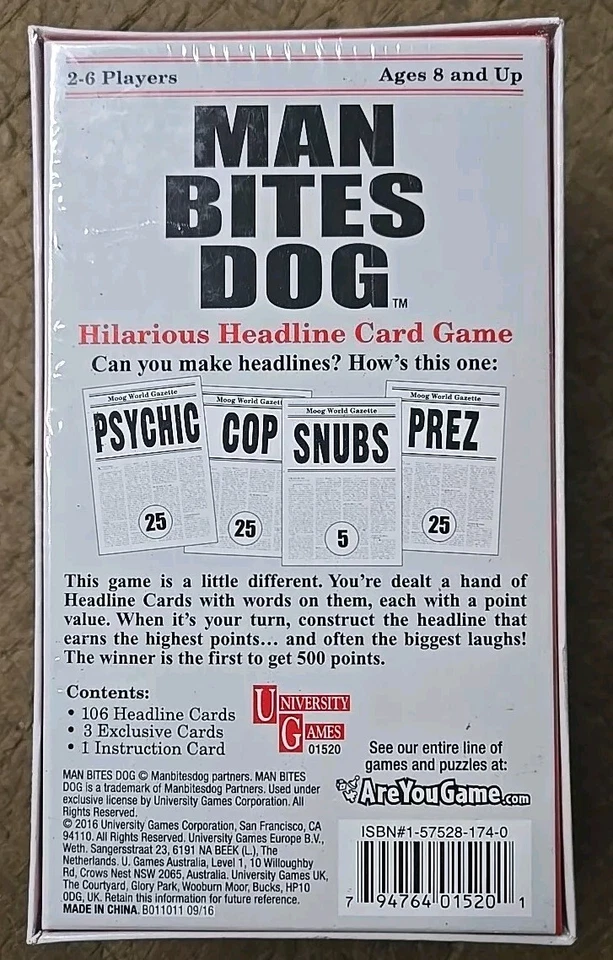 2-6 Players Ages 8 and Up
MAN
BITES
DOG™
Hilarious Headline Card Game
Can you make headlines? How's this one:
Moog World Gazette
PSYCHIC
25
Moog World Gazett
COP
25
Moog World Gazette
SNUBS
5
Moog World Gazette
PREZ
25
This game is a little different. You're dealt a hand of
Headline Cards with words on them, each with a point
value. When it's your turn, construct the headline that
earns the highest points... and often the biggest laughs!
The winner is the first to get 500 points.
Contents:
• 106 Headline Cards
• 3 Exclusive Cards
• 1 Instruction Card
UNIVERSITY
GAMES
01520
See our entire line of
games and puzzles at:
AreYouGame.com
MAN BITES DOG © Manbitesdog partners. MAN BITES
DOG is a trademark of Manbitesdog Partners. Used under
exclusive license by University Games Corporation. All
Rights Reserved.
© 2016 University Games Corporation, San Francisco, CA
94110. All Rights Reserved. University Games Europe B.V.,
Weth. Sangersstraat 23, 6191 NA BEEK (L.), The
Netherlands. U. Games Australia, Level 1, 10 Willoughby
Rd, Crows Nest NSW 2065, Australia. University Games UK,
The Courtyard, Glory Park, Wooburn Moor, Bucks, HP10
0DG, UK. Retain this information for future reference.
MADE IN CHINA. B011011 09/16
ISBN#1-57528-174-0
7 94764 01520 1